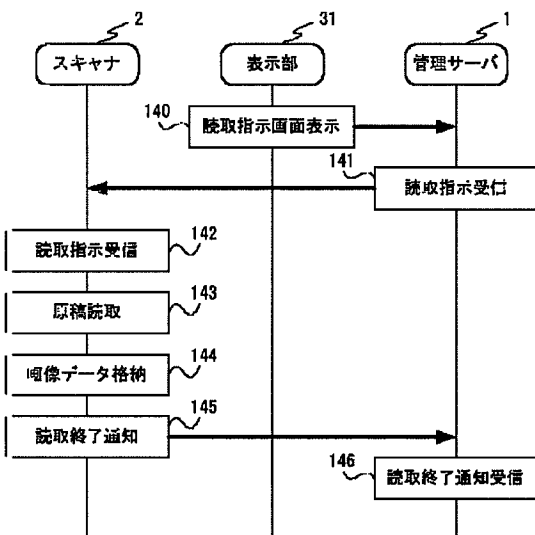 2
31
1
スキャナ
表示部
管理サーバ
140
読取指示画面表示
141
読取指示受信
142
読取指示受信
143
原稿読取
144
画像データ格納
145
読取終了通知
146
読取終了通知受信